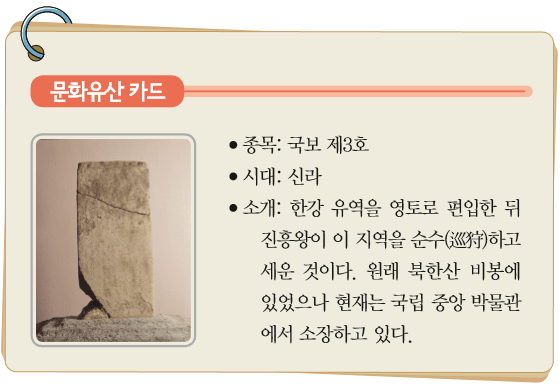 문화유산 카드
● 종목: 국보 제3호
● 시대: 신라
● 소개: 한강 유역을 영토로 편입한 뒤
진흥왕이 이 지역을 순수(巡狩)하고
세운 것이다. 원래 북한산 비봉에
있었으나 현재는 국립 중앙 박물관
에서 소장하고 있다.